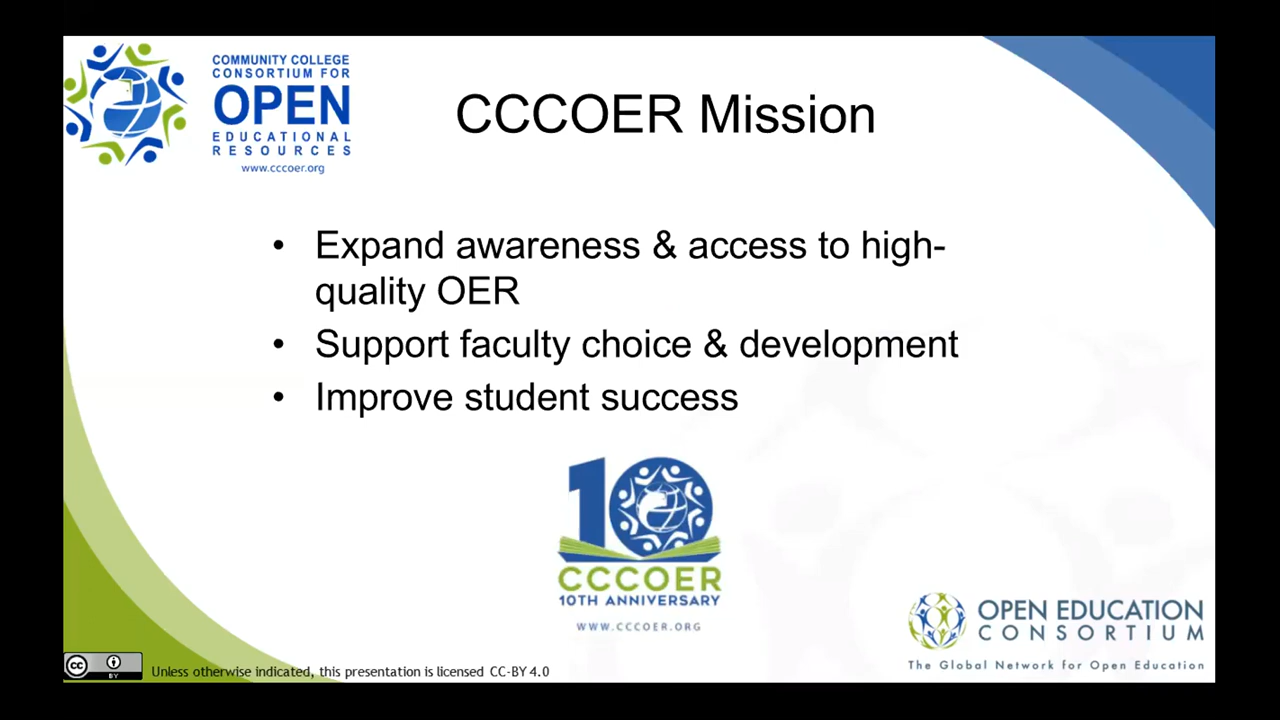 COMMUNITY COLLEGE
CONSORTIUM FOR
OPEN
EDUCATIONAL
RESOURCES
www.cccoer.org
CCCOER Mission
• Expand awareness & access to high-
quality OER
• Support faculty choice & development
• Improve student success
10
CCCOER
10TH ANNIVERSARY
WWW.CCCOER.ORG
OPEN EDUCATION
CONSORTIUM
The Global Network for Open Education
cc
BY
Unless otherwise indicated, this presentation is licensed CC-BY 4.0